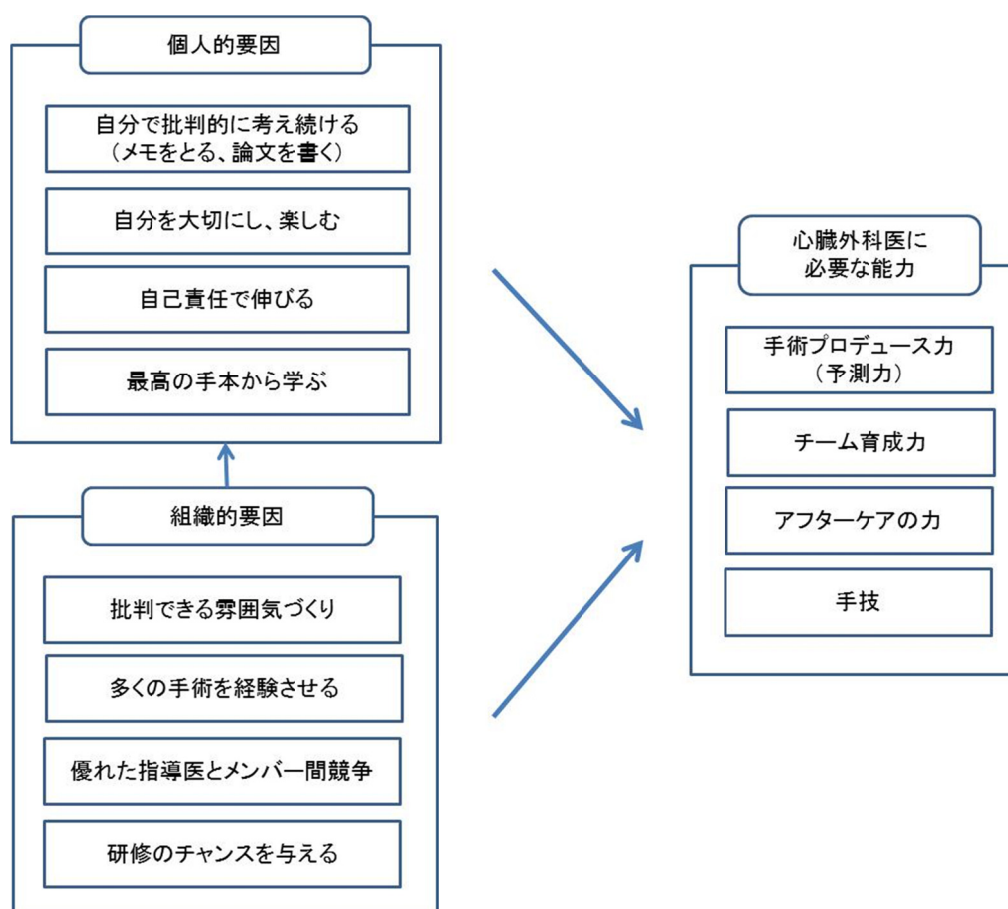 個人的要因
自分で批判的に考え続ける
（メモをとる、論文を書く）
自分を大切にし、楽しむ
自己責任で伸びる
最高の手本から学ぶ
組織的要因
批判できる雰囲気づくり
多くの手術を経験させる
優れた指導医とメンバー間競争
研修のチャンスを与える
心臓外科医に
必要な能力
手術プロデュース力
（予測力）
チーム育成力
アフターケアの力
手技